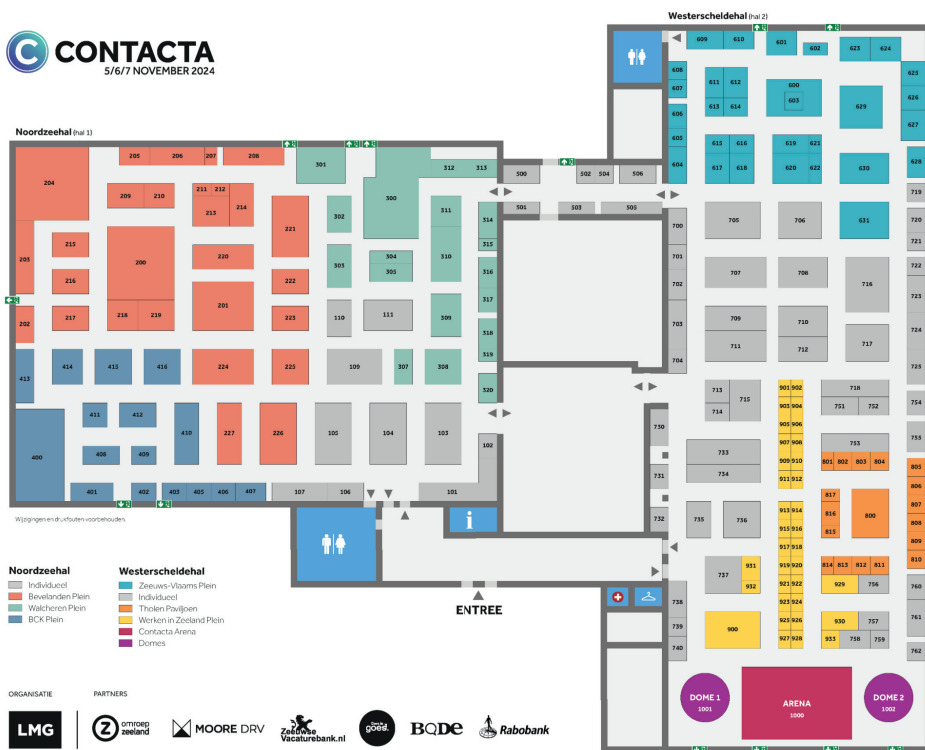 CONTACTA
5/6/7 NOVEMBER 2024
Westerscheldehal (hal 2)
609 610 601 602 623 624
608 607 611 612 600 603 625
613 614 629 626
606 605 627
615 616 619 621
604 617 618 620 622 630 628
719
700 705 706 631 720
721
701 707 708 716 722
702 723
703 709 710 724
711 712 717
704 725
713 715 901 902 718
714 903 904 751 752 754
730 905 906
733 907 908 753 755
734 909 910 801 802 803 804 805
731 911 912 806
817 807
732 735 736 913 914 816 800 808
915 916 815 809
917 918 810
737 931 919 920 814 813 812 811
932 921 922 929 756 760
738 923 924
739 900 925 926 930 757 761
740 927 928 933 758 759 762
DOME 1
1001
ARENA
1000
DOME 2
1002
Noordzeehal (hal 1)
204 205 206 207 208 301 312 313
209 210 211 212 214 300
213 221 302 311 314
203 215 200 220 303 304 310 315
216 222 305 316
201 317
202 217 218 219 223 110 111 309 318
319
413 414 415 416 224 225 109 307 308
320
411 412 410 227 226 105 104 103
400 408 409 102
401 402 403 405 406 407 107 106 101
500 502 504 506
501 503 505
i
ENTREE
Wijzigingen en drukfouten voorbehouden.
Noordzeehal
Individueel
Bevelanden Plein
Walcheren Plein
BCK Plein
Westerscheldehal
Zeeuws-Vlaams Plein
Individueel
Tholen Paviljoen
Werken in Zeeland Plein
Contacta Arena
Domes
ORGANISATIE
PARTNERS
LMG
omroep
zeeland
MOORE DRV
Zeeuwse
Vacaturebank.nl
goed.
BQDE
Rabobank